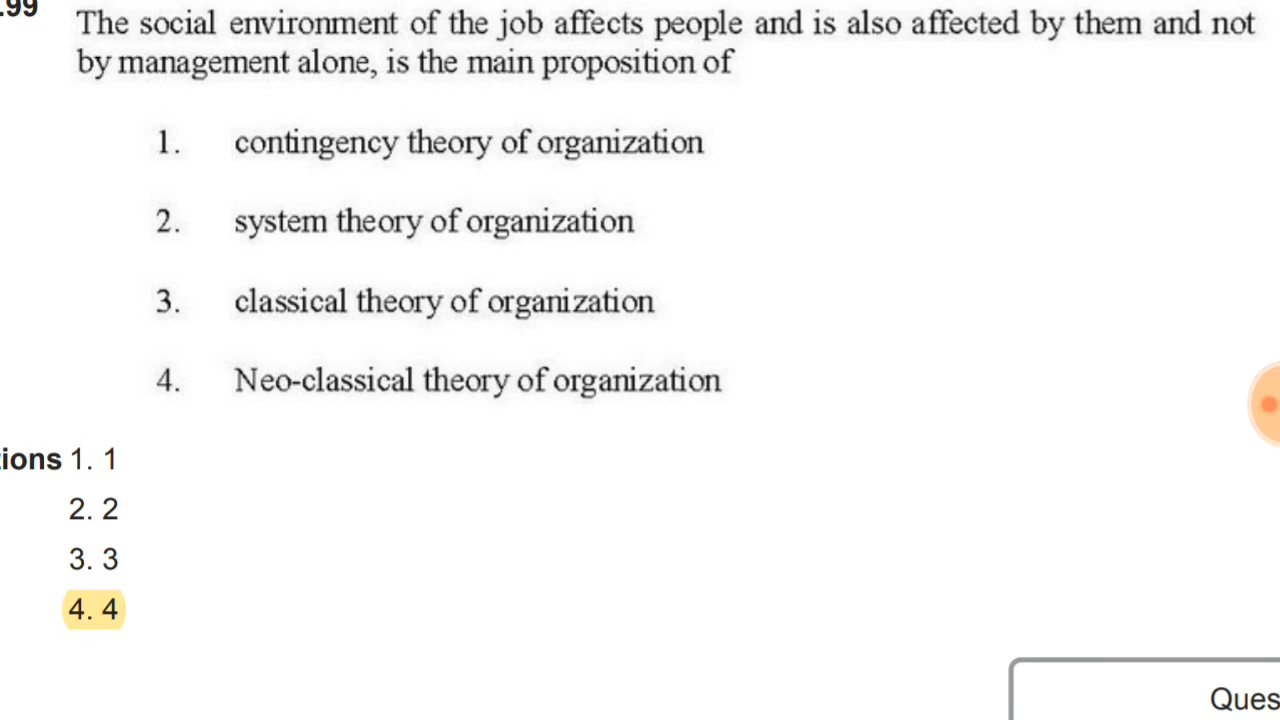 .99
The social environment of the job affects people and is also affected by them and not
by management alone, is the main proposition of
1. contingency theory of organization
2. system theory of organization
3. classical theory of organization
4. Neo-classical theory of organization
ions 1. 1
2. 2
3. 3
4. 4
Ques